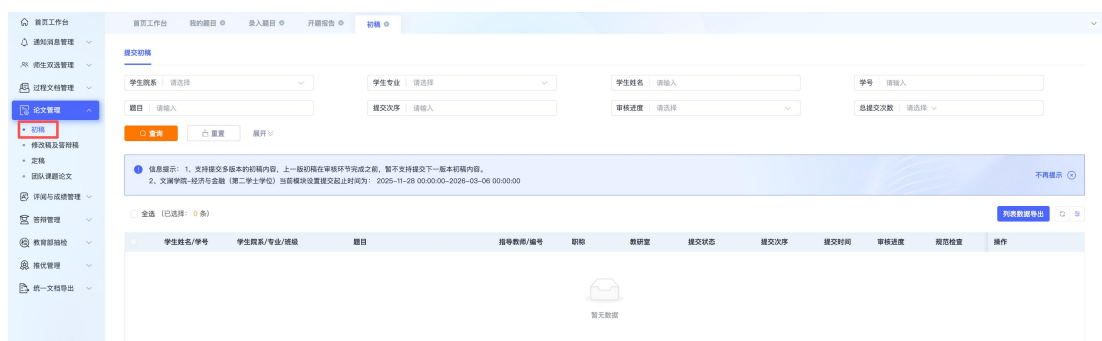 首页工作台
通知消息管理
师生双选管理
过程文档管理
论文管理
初稿
修改稿及答辩稿
定稿
团队课题论文
评阅与成绩管理
答辩管理
教育部抽检
推优管理
统一文档导出
首页工作台 我的题目 录入题目 开题报告 初稿
提交初稿
学生院系 请选择 学生专业 请选择 学生姓名 请输入 学号 请输入
题目 请输入 提交次序 请输入 审核进度 请选择 总提交次数 请选择
查询 重置 展开
信息提示: 1、支持提交多版本的初稿内容,上一版初稿在审核环节完成之前,暂不支持提交下一版本初稿内容。
2、文澜学院-经济与金融(第二学士学位)当前模块设置提交起止时间为: 2025-11-28 00:00:00~2026-03-06 00:00:00
不再提示
全选 (已选择: 0 条) 列表数据导出
学生姓名/学号 学生院系/专业/班级 题目 指导教师/编号 职称 教研室 提交状态 提交次序 提交时间 审核进度 规范检查 操作
暂无数据